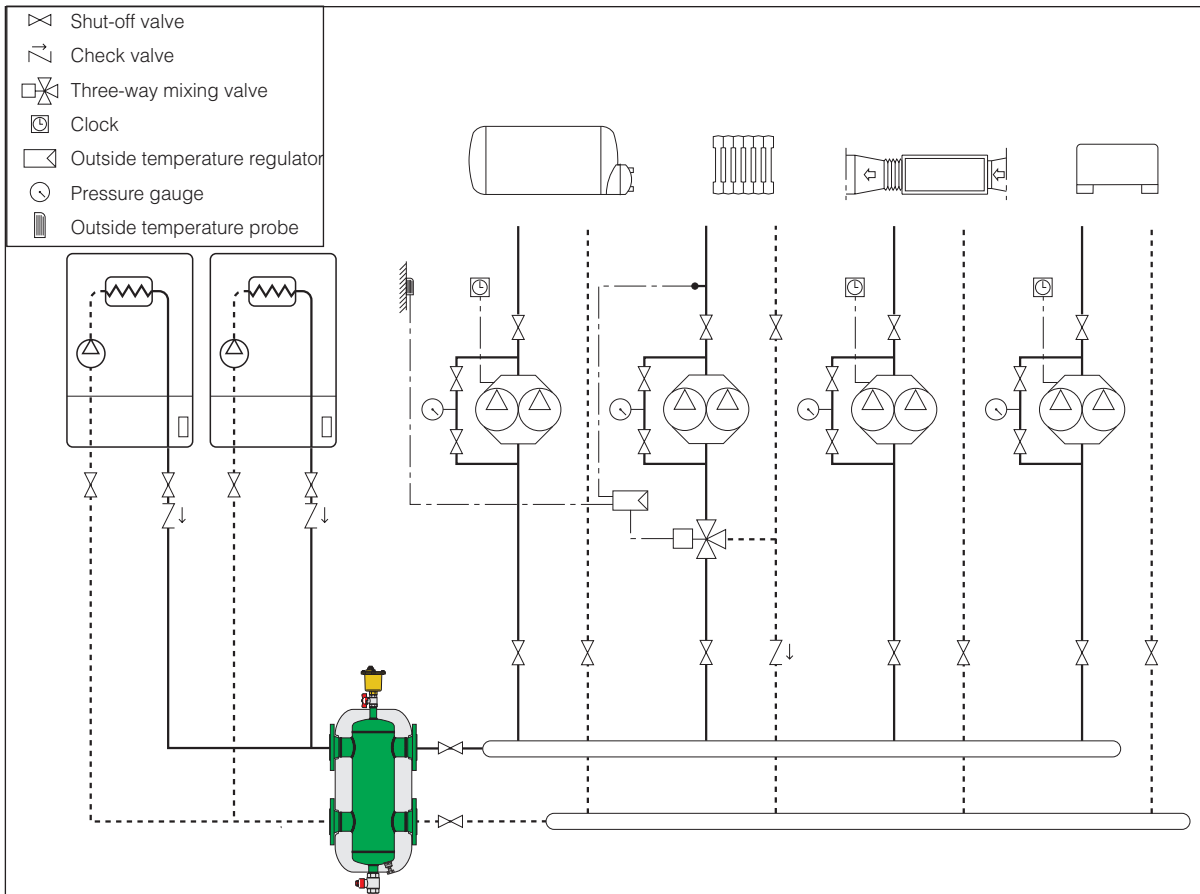 Shut-off valve
Check valve
Three-way mixing valve
Clock
Outside temperature regulator
Pressure gauge
Outside temperature probe